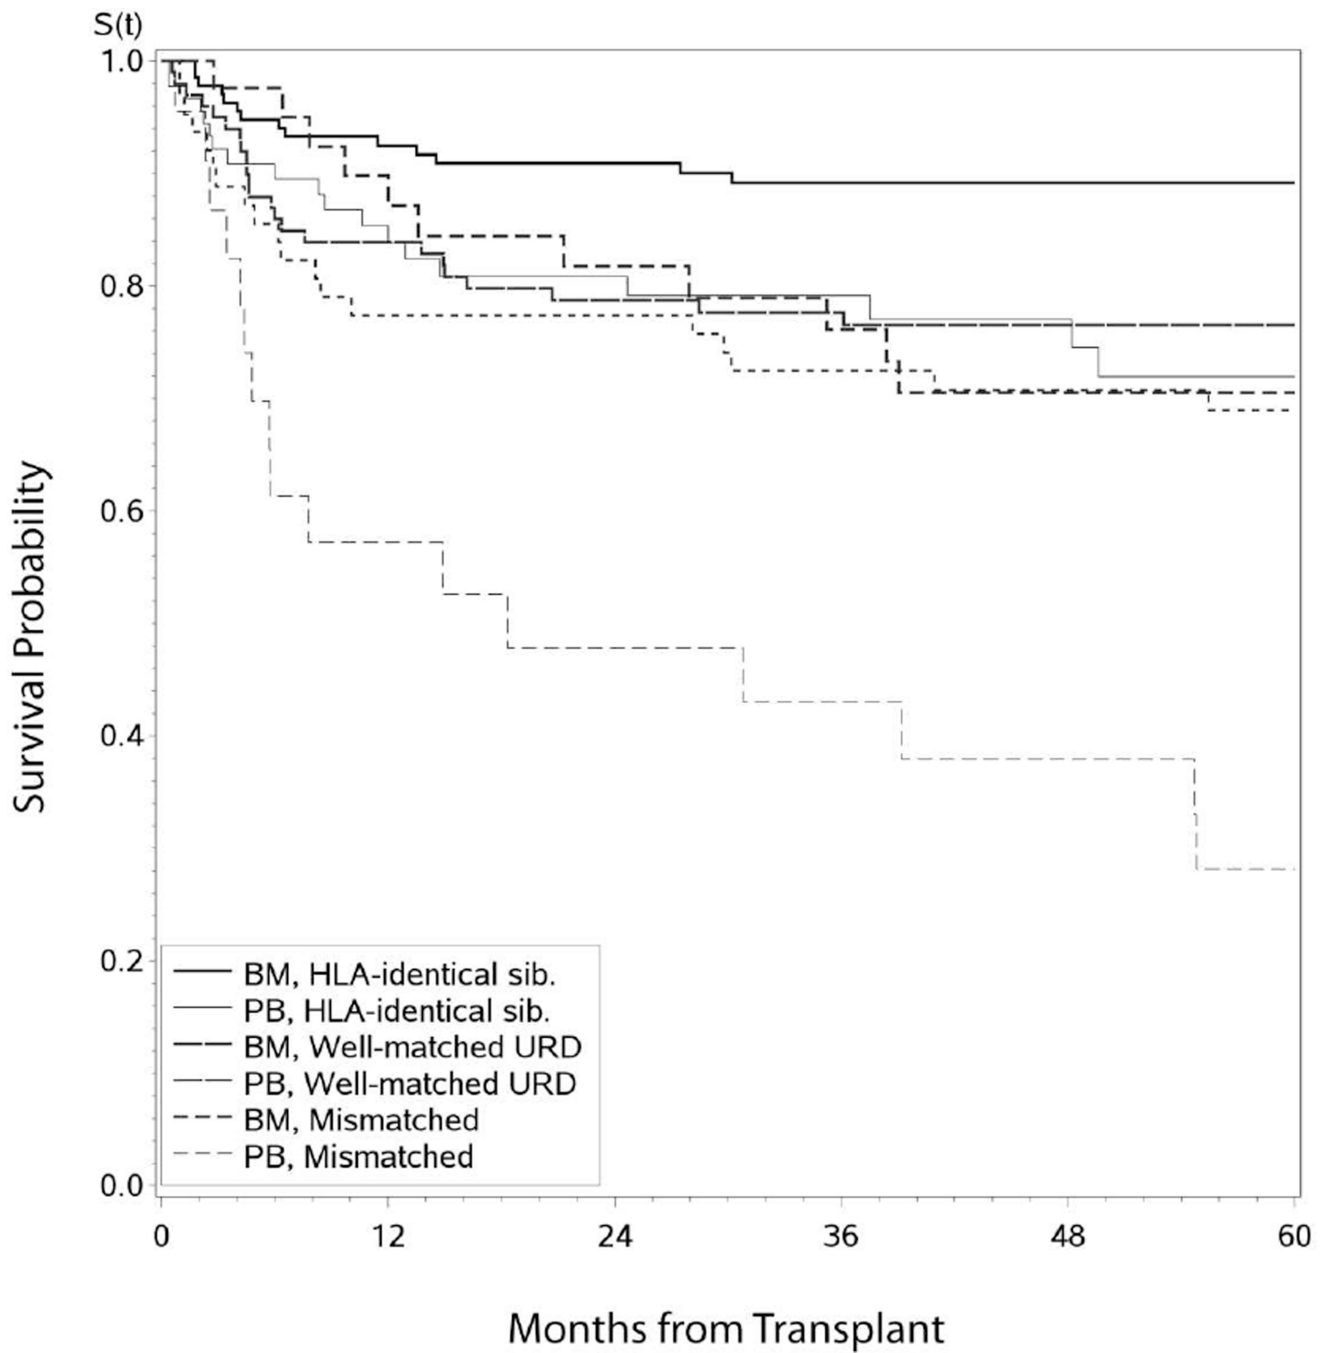 S(t)
1.0
0.8
0.6
0.4
0.2
0.0
Survival Probability
BM, HLA-identical sib.
PB, HLA-identical sib.
BM, Well-matched URD
PB, Well-matched URD
BM, Mismatched
PB, Mismatched
0 12 24 36 48 60
Months from Transplant